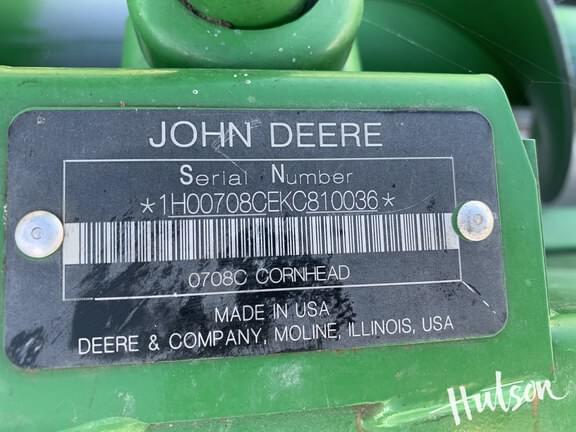 JOHN DEERE
Serial Number
*1H00708CEKC810036*
0708C CORNHEAD
MADE IN USA
DEERE & COMPANY, MOLINE, ILLINOIS, USA
Hutson